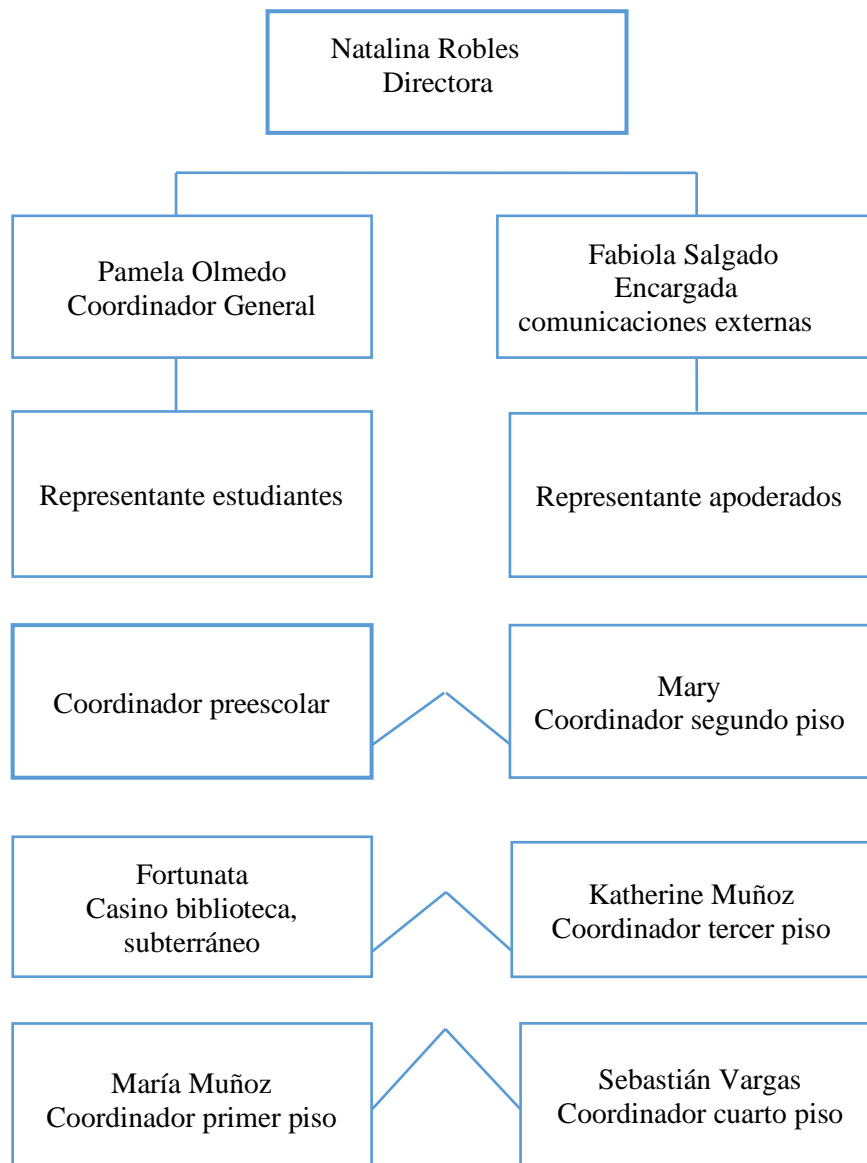 Natalina Robles
Directora
Pamela Olmedo
Coordinador General
Fabiola Salgado
Encargada
comunicaciones externas
Representante estudiantes
Representante apoderados
Coordinador preescolar
Mary
Coordinador segundo piso
Fortunata
Casino biblioteca,
subterráneo
Katherine Muñoz
Coordinador tercer piso
María Muñoz
Coordinador primer piso
Sebastián Vargas
Coordinador cuarto piso